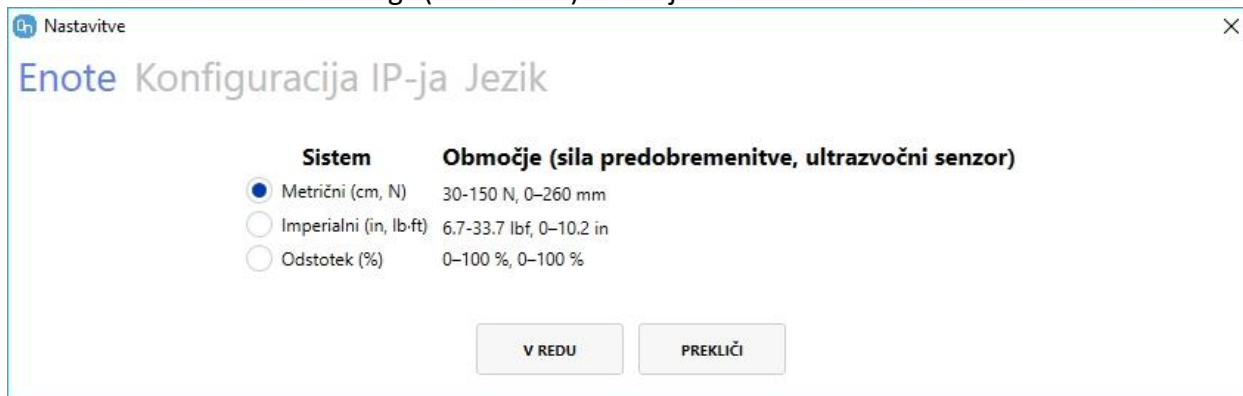 Nastavitve
Enote Konfiguracija IP-ja Jezik
Sistem Območje (sila predobremenitve, ultrazvočni senzor)
Metrični (cm, N) 30-150 N, 0–260 mm
Imperialni (in, lb·ft) 6.7-33.7 lbf, 0–10.2 in
Odstotek (%) 0–100 %, 0–100 %
V REDU PREKLIČI